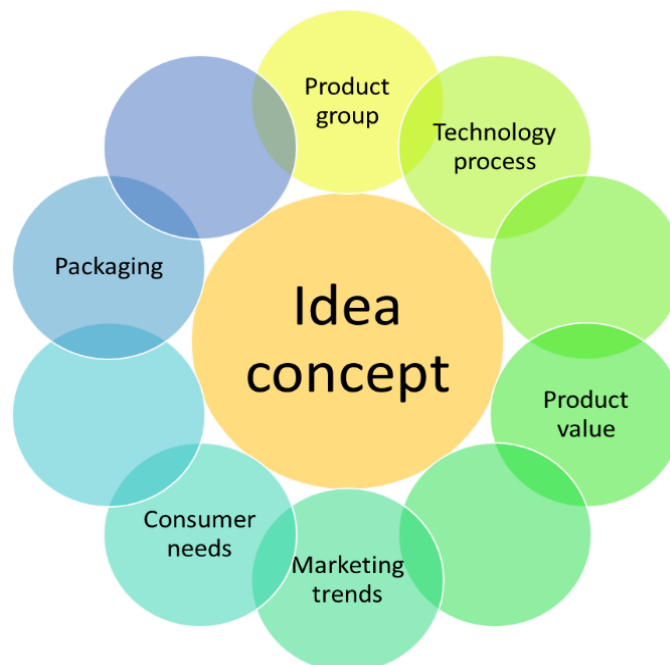 Product
group
Technology
process
Product
value
Marketing
trends
Consumer
needs
Packaging
Idea
concept